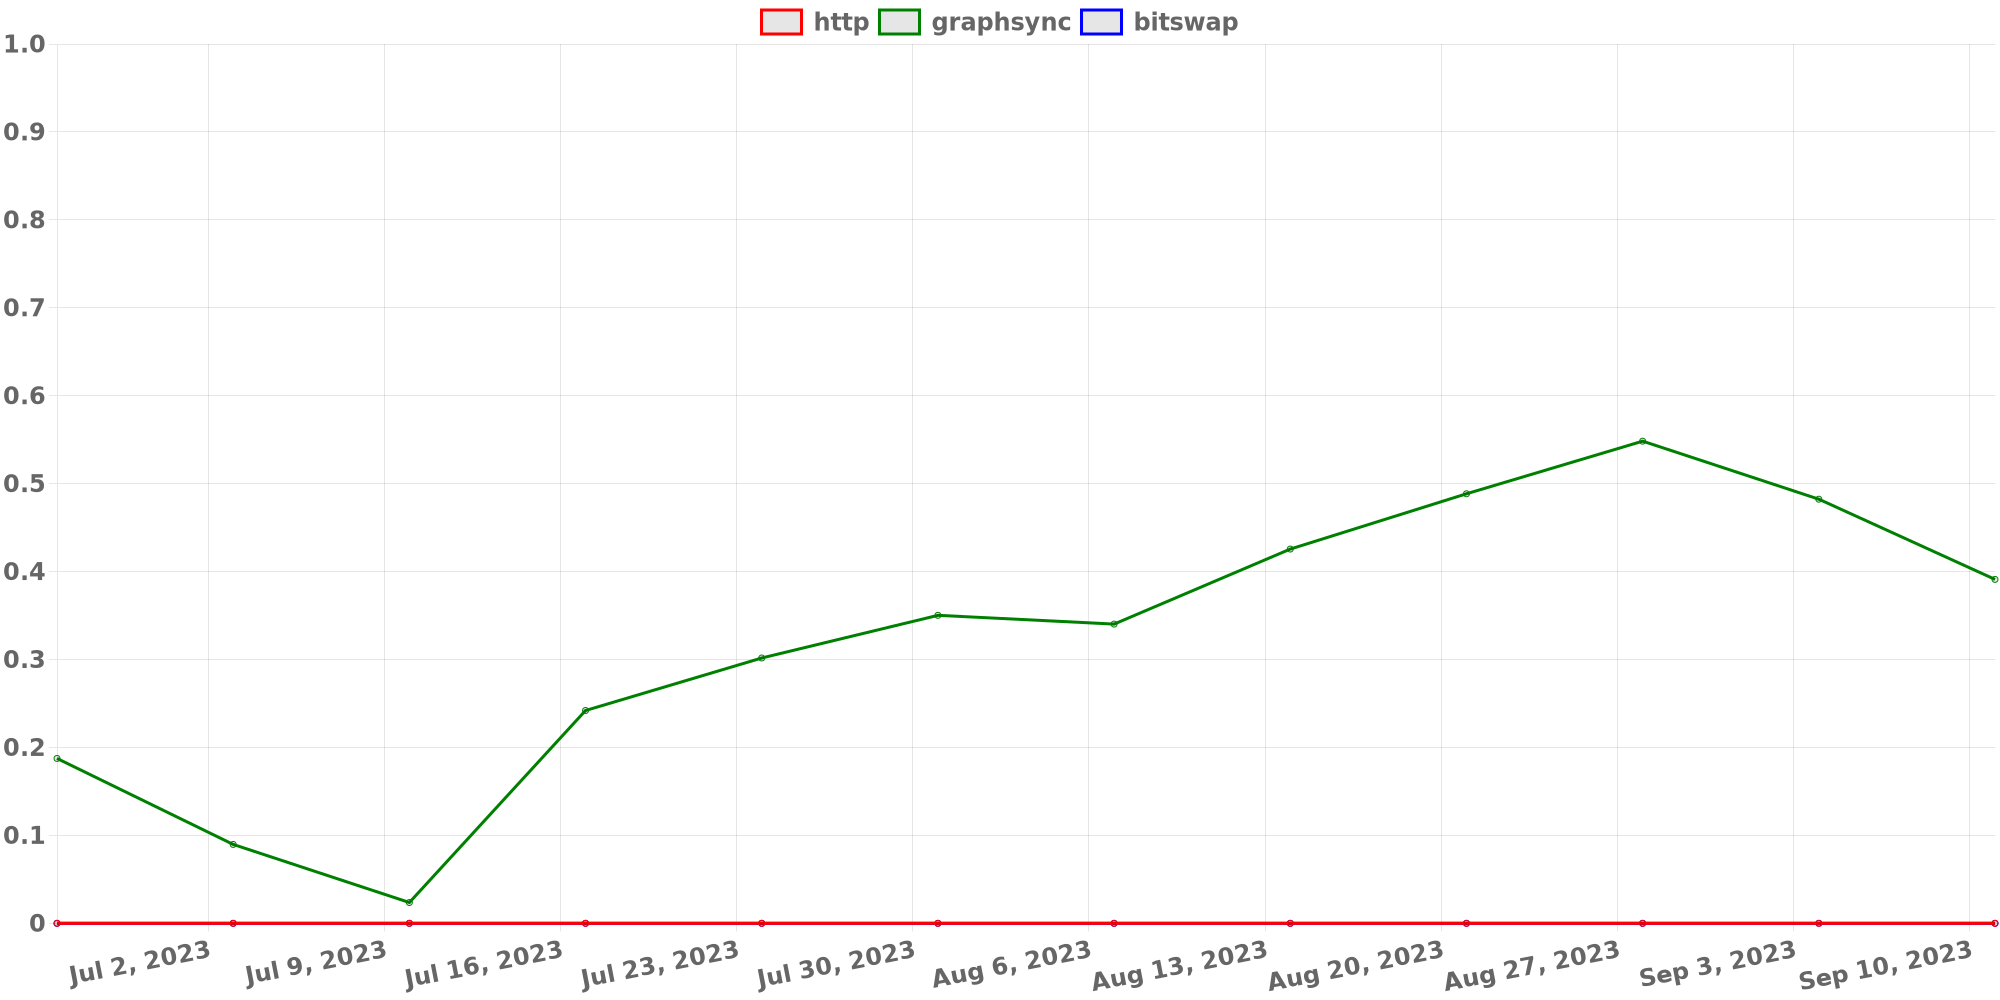 http graphsync bitswap
1.0
0.9
0.8
0.7
0.6
0.5
0.4
0.3
0.2
0.1
0
Jul 2, 2023
Jul 9, 2023
Jul 16, 2023
Jul 23, 2023
Jul 30, 2023
Aug 6, 2023
Aug 13, 2023
Aug 20, 2023
Aug 27, 2023
Sep 3, 2023
Sep 10, 2023